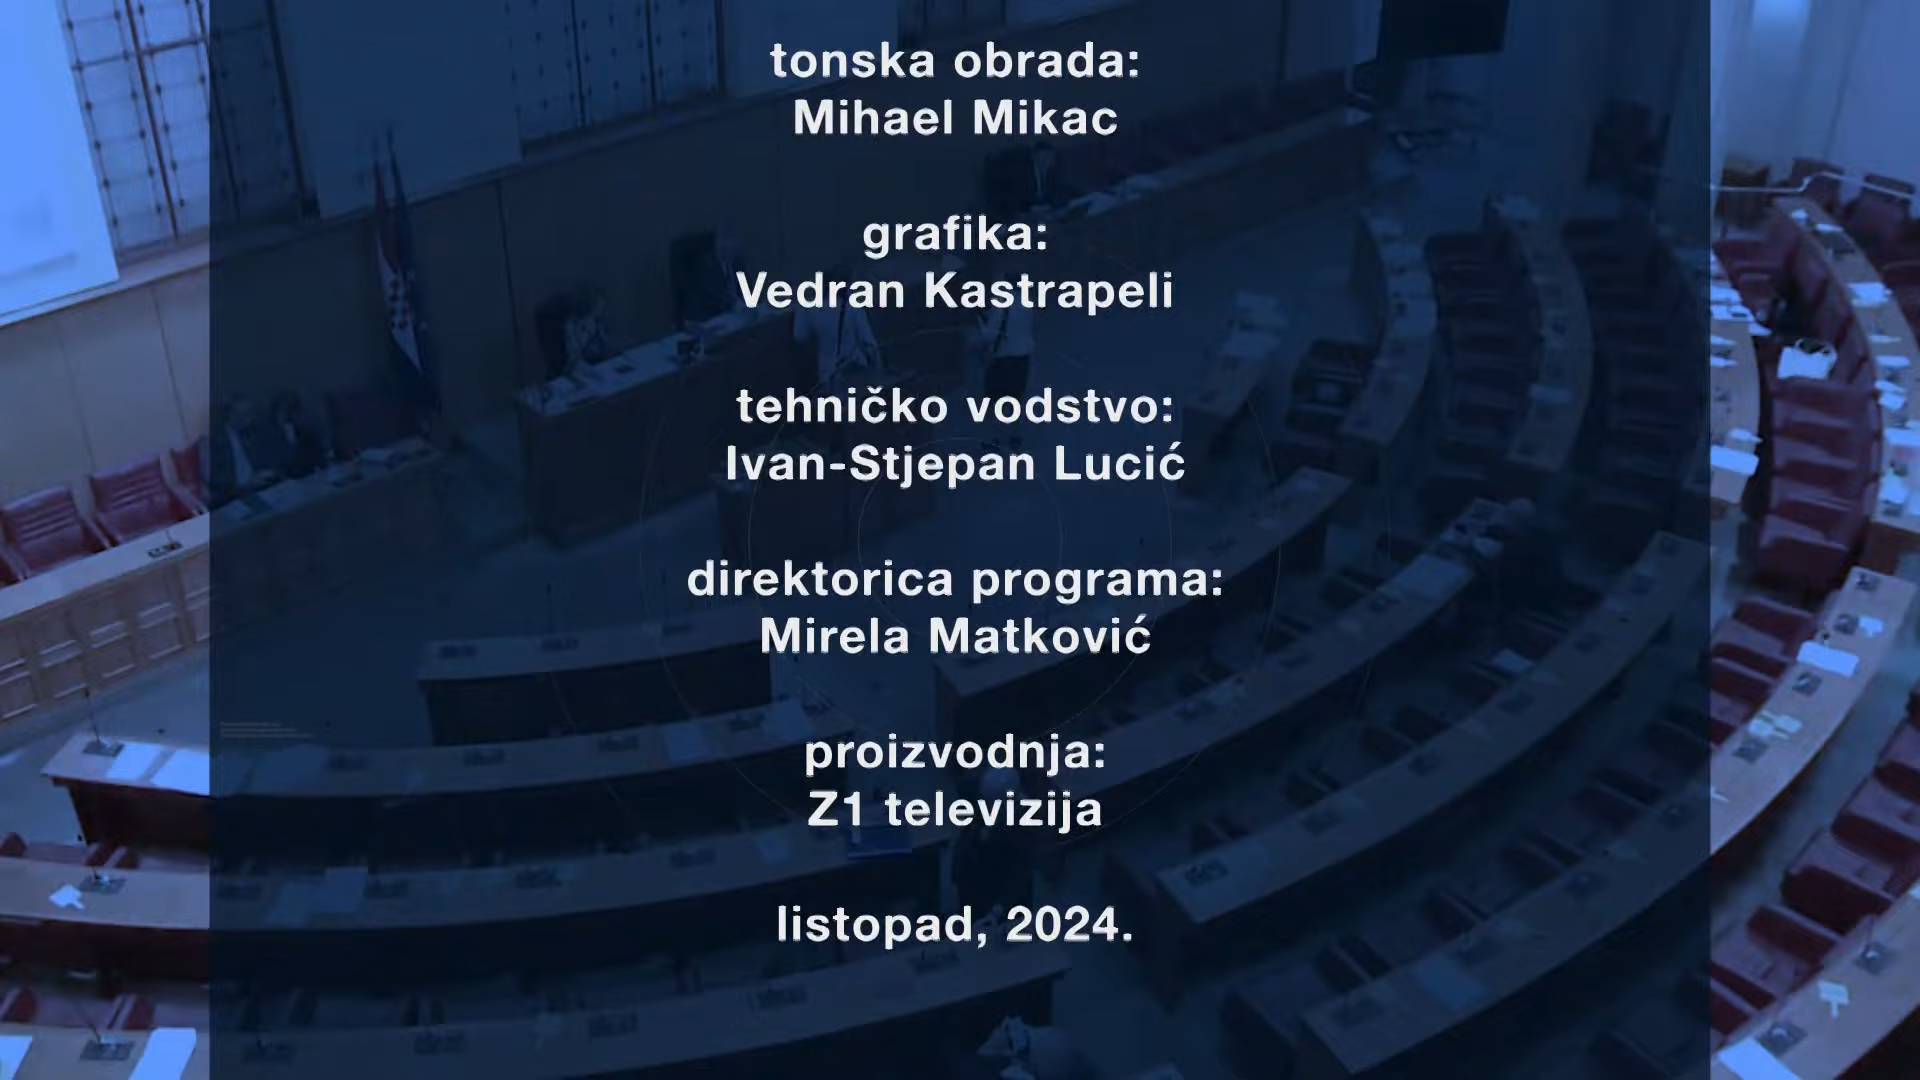 tonska obrada:
Mihael Mikac
grafika:
Vedran Kastrapeli
tehničko vodstvo:
Ivan-Stjepan Lucić
direktorica programa:
Mirela Matković
proizvodnja:
Z1 televizija
listopad, 2024.